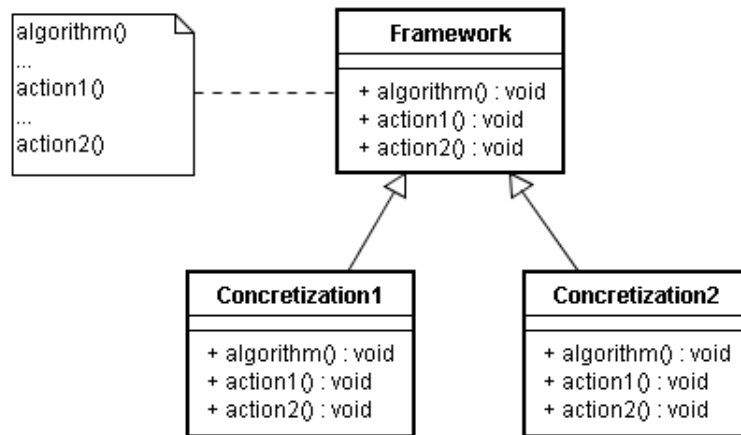 algorithm()
...
action1()
...
action2()
Framework
+ algorithm() : void
+ action1() : void
+ action2() : void
Concretization1
+ algorithm() : void
+ action1() : void
+ action2() : void
Concretization2
+ algorithm() : void
+ action1() : void
+ action2() : void